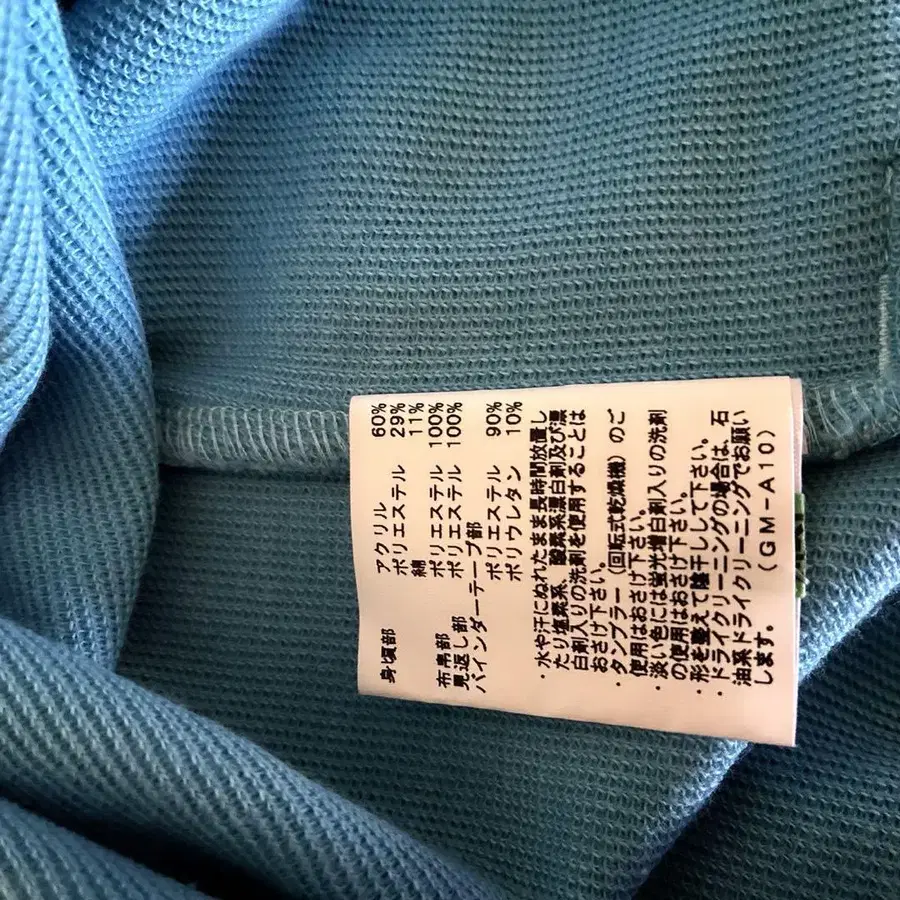 身頃部 アクリル 60%
ポリエステル 29%
綿 11%
布帛部 ポリエステル 100%
見返し部 ポリエステル 100%
バインダーテープ部
ポリエステル 90%
ポリウレタン 10%
・水や汗にぬれたまま長時間放置し
たり塩素系、酸素系漂白剤及び漂
白剤入りの洗剤を使用することは
おさけ下さい。
・タンブラー(回転式乾燥機)のご
使用はおさけ下さい。
・淡い色には蛍光増白剤入りの洗剤
の使用はおさけ下さい。
・形を整えて陰干しして下さい。
・ドライクリーニングの場合は、石
油系ドライクリーニングでお願い
します。
(GM-A10)